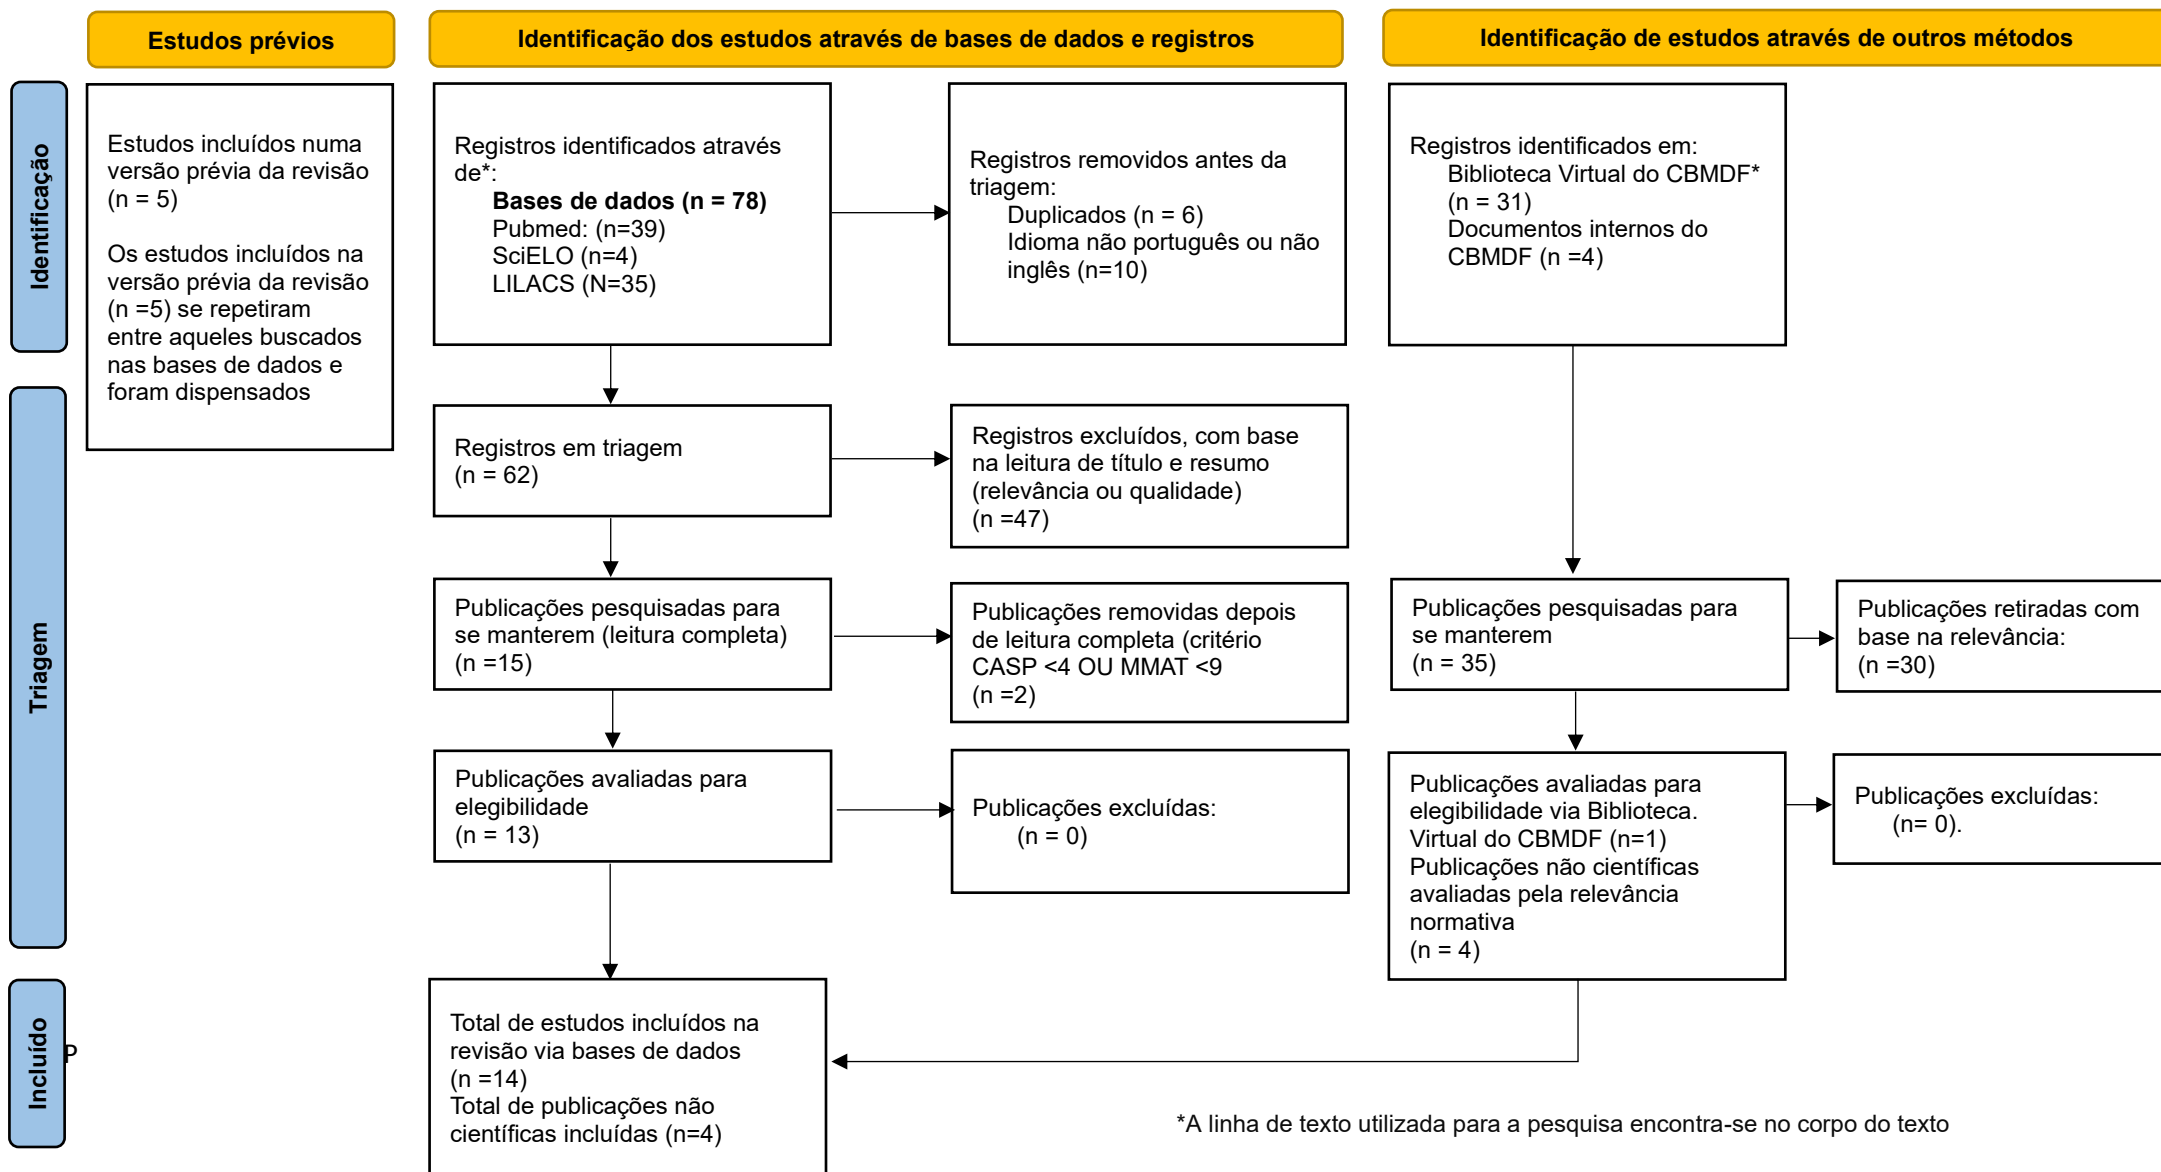 Estudos prévios
Identificação dos estudos através de bases de dados e registros
Identificação de estudos através de outros métodos
Identificação
Estudos incluídos numa
versão prévia da revisão
(n = 5)
Os estudos incluídos na
versão prévia da revisão
(n =5) se repetiram
entre aqueles buscados
nas bases de dados e
foram dispensados
Registros identificados através
de*:
Bases de dados (n = 78)
Pubmed: (n=39)
SciELO (n=4)
LILACS (N=35)
Registros removidos antes da
triagem:
Duplicados (n = 6)
Idioma não português ou não
inglês (n=10)
Registros identificados em:
Biblioteca Virtual do CBMDF*
(n = 31)
Documentos internos do
CBMDF (n =4)
Triagem
Registros em triagem
(n = 62)
Registros excluídos, com base
na leitura de título e resumo
(relevância ou qualidade)
(n =47)
Publicações pesquisadas para
se manterem (leitura completa)
(n =15)
Publicações removidas depois
de leitura completa (critério
CASP <4 OU MMAT <9
(n =2)
Publicações pesquisadas para
se manterem
(n = 35)
Publicações retiradas com
base na relevância:
(n =30)
Publicações avaliadas para
elegibilidade
(n = 13)
Publicações excluídas:
(n = 0)
Publicações avaliadas para
elegibilidade via Biblioteca.
Virtual do CBMDF (n=1)
Publicações não científicas
avaliadas pela relevância
normativa
(n = 4)
Publicações excluídas:
(n= 0).
Incluído
P
Total de estudos incluídos na
revisão via bases de dados
(n =14)
Total de publicações não
científicas incluídas (n=4)
*A linha de texto utilizada para a pesquisa encontra-se no corpo do texto